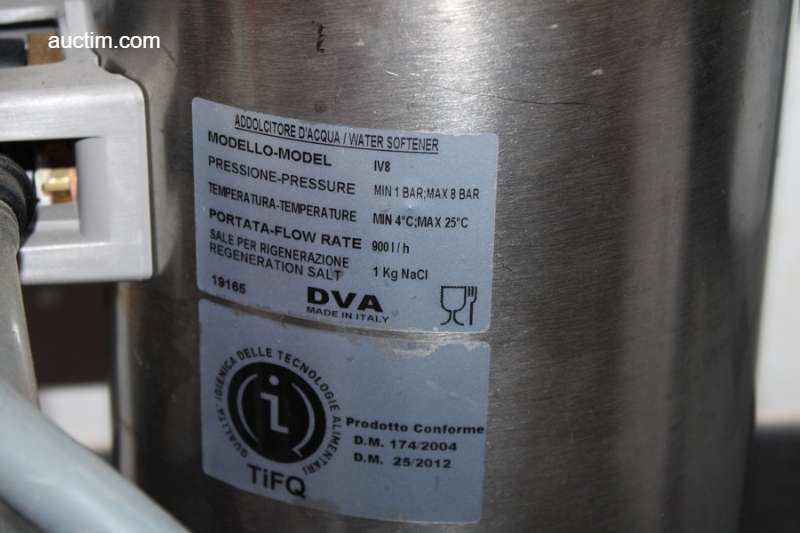 auctim.com
ADDOLCITORE D'ACQUA / WATER SOFTENER
MODELLO-MODEL IV8
PRESSIONE-PRESSURE MIN 1 BAR;MAX 8 BAR
TEMPERATURA-TEMPERATURE MIN 4°C;MAX 25°C
PORTATA-FLOW RATE 900 l / h
SALE PER RIGENERAZIONE
REGENERATION SALT 1 Kg NaCl
19165 DVA
MADE IN ITALY
QUALITA' IGIENICA DELLE TECNOLOGIE ALIMENTARI
TiFQ
Prodotto Conforme
D.M. 174/2004
D.M. 25/2012